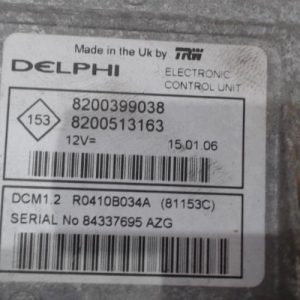 Made in the Uk by TRW
DELPHI
ELECTRONIC
CONTROL UNIT
153
8200399038
8200513163
12V=
15.01 06
DCM1.2 R0410B034A (81153C)
SERIAL No 84337695 AZG